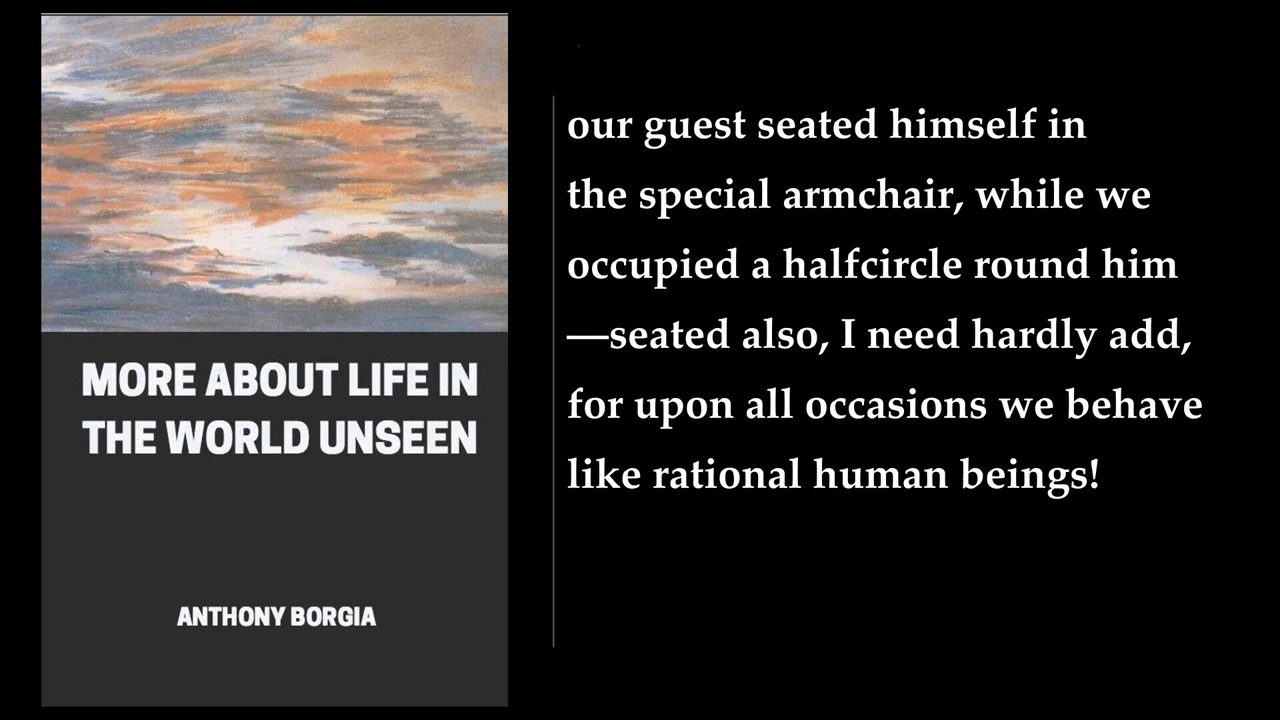 MORE ABOUT LIFE IN
THE WORLD UNSEEN
ANTHONY BORGIA
our guest seated himself in
the special armchair, while we
occupied a halfcircle round him
—seated also, I need hardly add,
for upon all occasions we behave
like rational human beings!